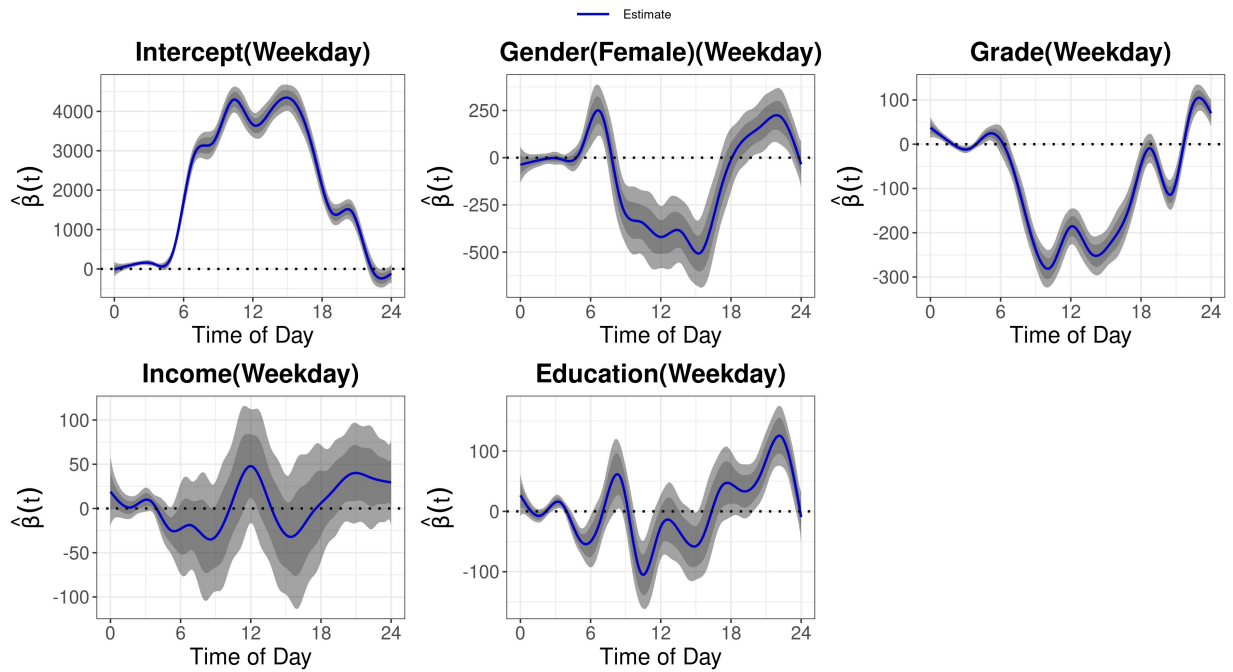 Estimate
Intercept(Weekday)
β̂(t)
4000
3000
2000
1000
0
0 6 12 18 24
Time of Day
Gender(Female)(Weekday)
β̂(t)
250
0
-250
-500
0 6 12 18 24
Time of Day
Grade(Weekday)
β̂(t)
100
0
-100
-200
-300
0 6 12 18 24
Time of Day
Income(Weekday)
β̂(t)
100
50
0
-50
-100
0 6 12 18 24
Time of Day
Education(Weekday)
β̂(t)
100
0
-100
0 6 12 18 24
Time of Day